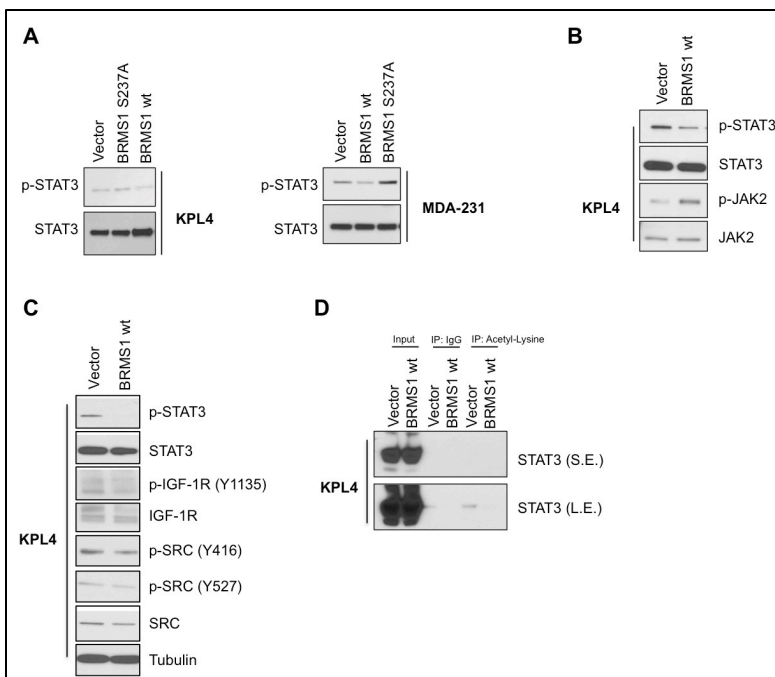 A
Vector
BRMS1 S237A
BRMS1 wt
p-STAT3
STAT3
KPL4
Vector
BRMS1 wt
BRMS1 S237A
p-STAT3
STAT3
MDA-231
B
Vector
BRMS1 wt
p-STAT3
STAT3
p-JAK2
JAK2
KPL4
C
Vector
BRMS1 wt
p-STAT3
STAT3
p-IGF-1R (Y1135)
IGF-1R
p-SRC (Y416)
p-SRC (Y527)
SRC
Tubulin
KPL4
D
Input IP: IgG IP: Acetyl-Lysine
Vector
BRMS1 wt
Vector
BRMS1 wt
Vector
BRMS1 wt
STAT3 (S.E.)
STAT3 (L.E.)
KPL4